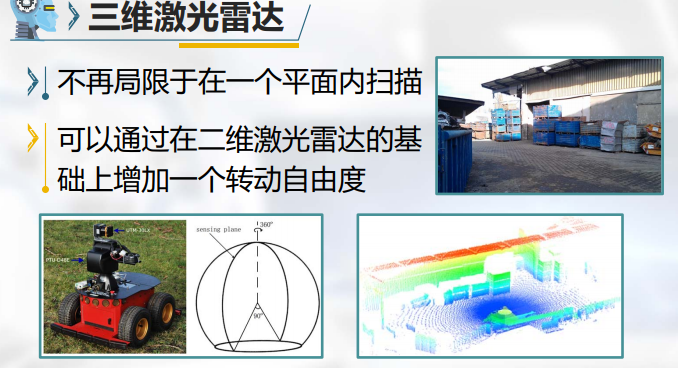 三维激光雷达
不再局限于在一个平面内扫描
可以通过在二维激光雷达的基
础上增加一个转动自由度
UTM-30LX
PTU-D46E
sensing plane
360°
90°